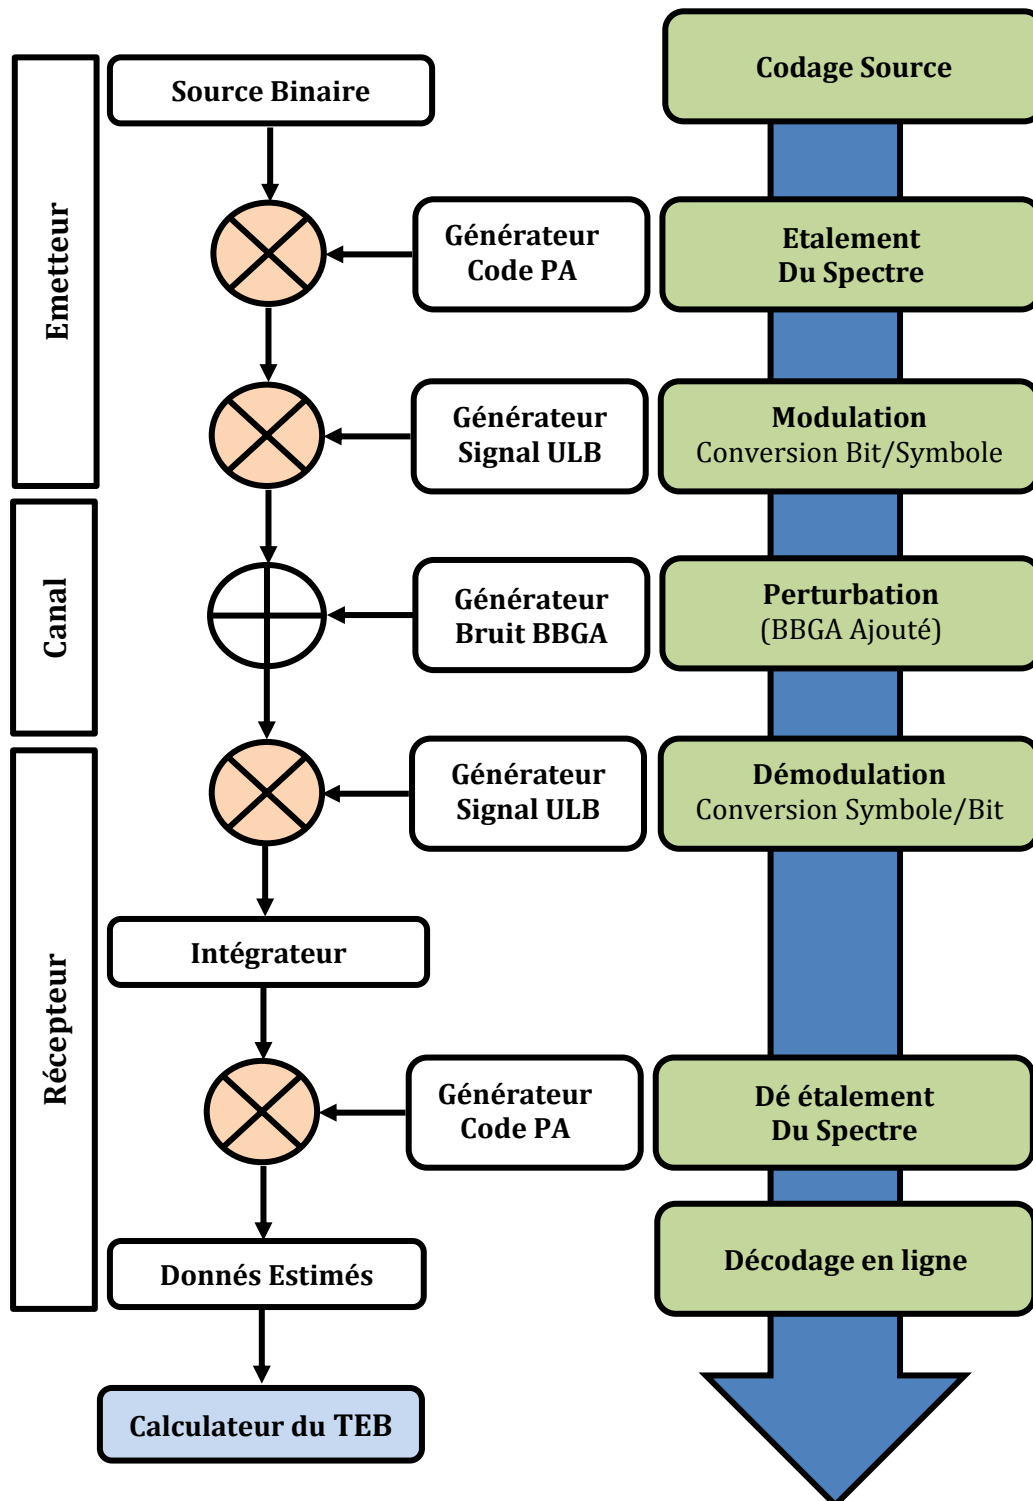 Emetteur
Source Binaire
Codage Source
Générateur
Code PA
Etalement
Du Spectre
Générateur
Signal ULB
Modulation
Conversion Bit/Symbole
Canal
Générateur
Bruit BBGA
Perturbation
(BBGA Ajouté)
Récepteur
Générateur
Signal ULB
Démodulation
Conversion Symbole/Bit
Intégrateur
Générateur
Code PA
Dé étalement
Du Spectre
Donnés Estimés
Décodage en ligne
Calculateur du TEB